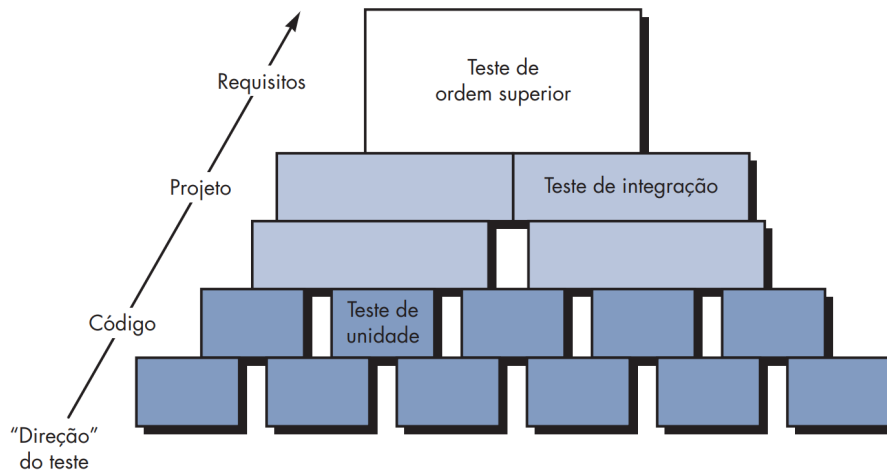 Teste de
ordem superior
Requisitos
Projeto
Teste de integração
Código
Teste de
unidade
“Direção”
do teste